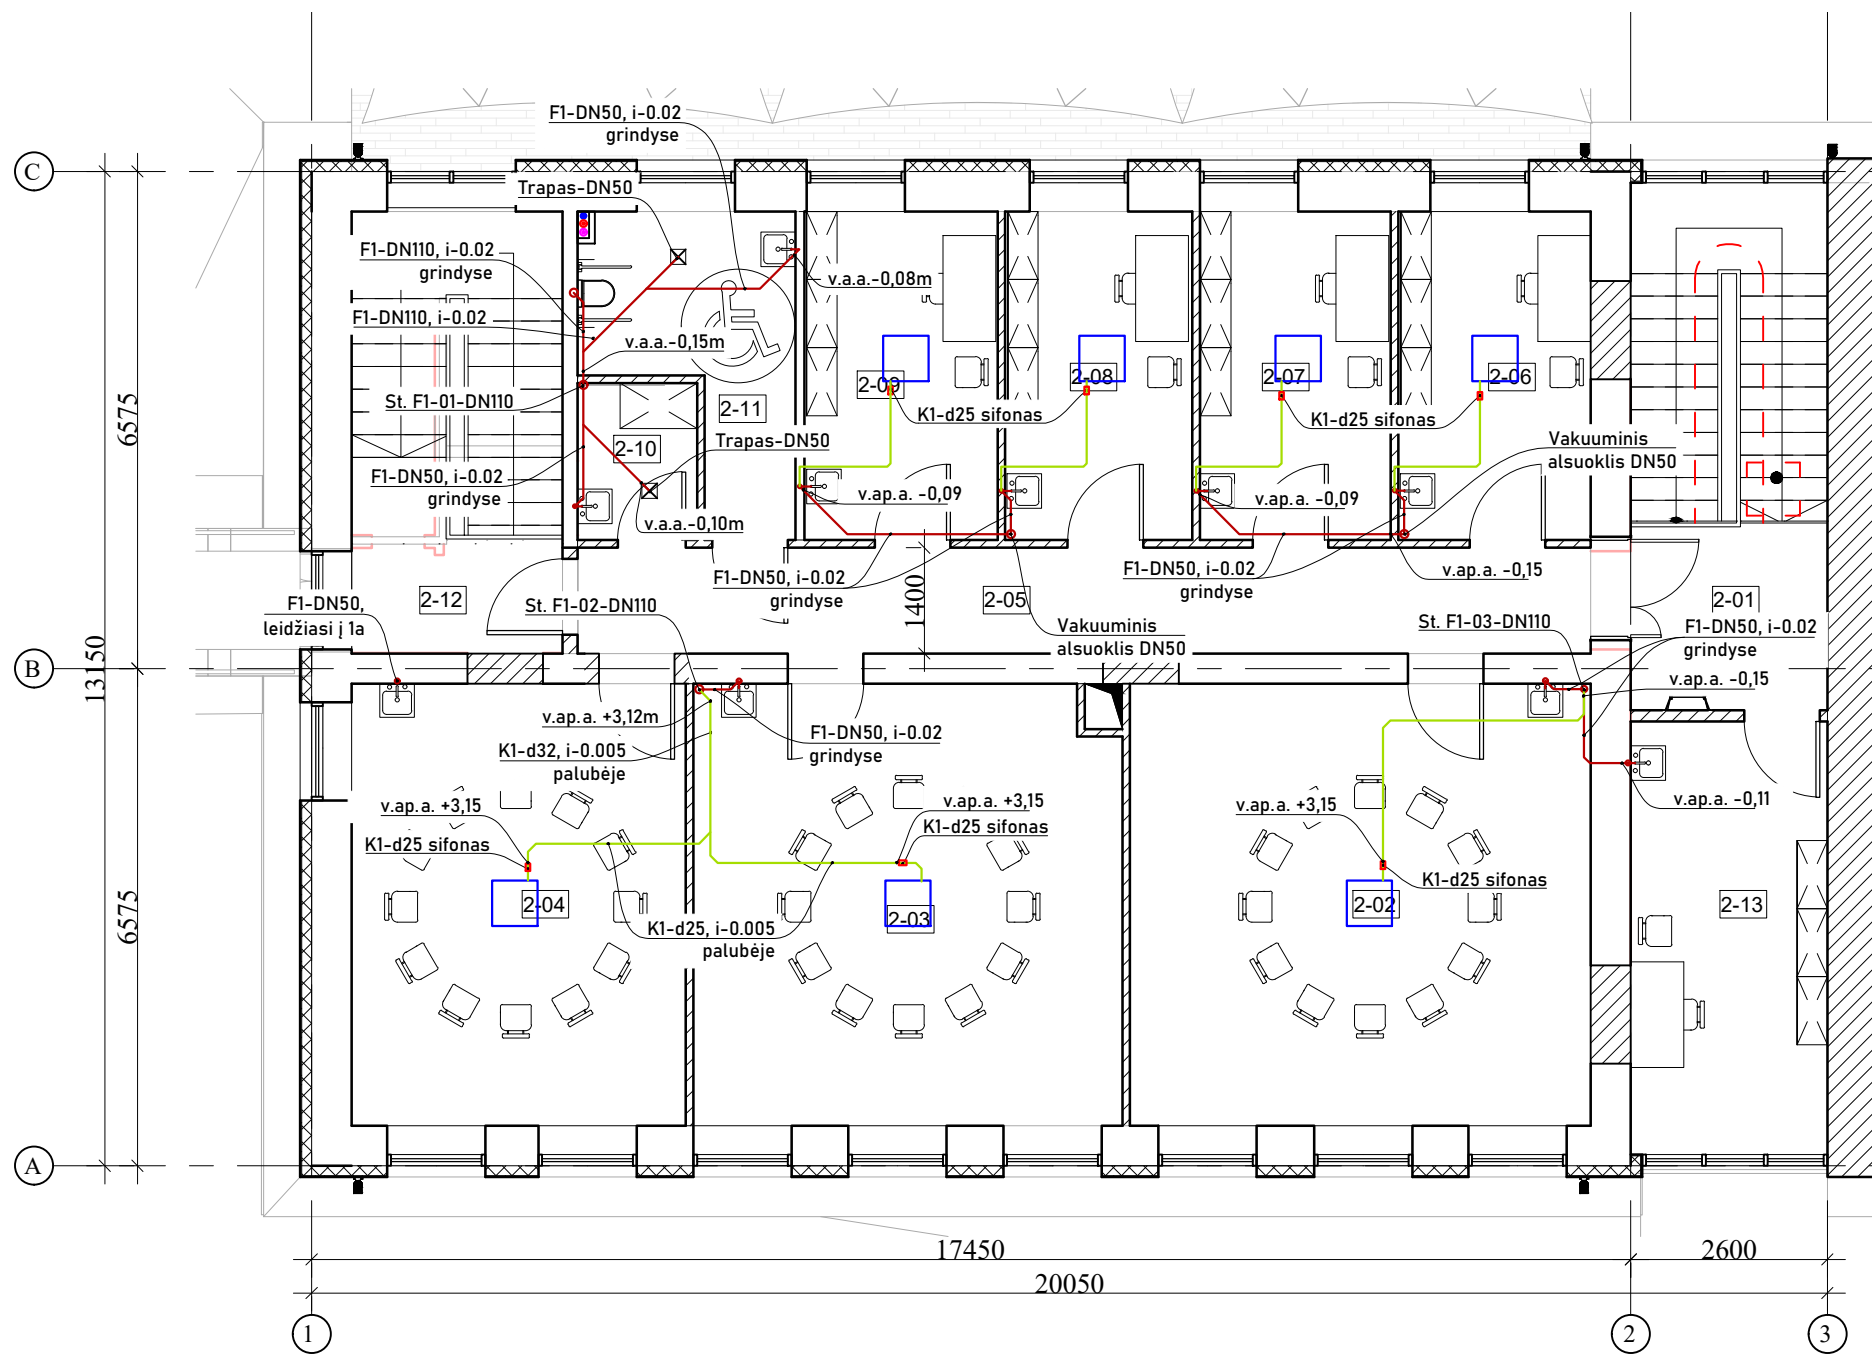 F1-DN50, i-0.02
grindyse
C
Trapas-DN50
F1-DN110, i-0.02
grindyse
v.a.a.-0,08m
F1-DN110, i-0.02
v.a.a.-0,15m
2-09
2-08
2-07
2-06
St. F1-01-DN110
2-11
K1-d25 sifonas
K1-d25 sifonas
6575
2-10
Trapas-DN50
Vakuuminis
alsuoklis DN50
F1-DN50, i-0.02
grindyse
v.ap.a. -0,09
v.ap.a. -0,09
v.a.a.-0,10m
F1-DN50, i-0.02
grindyse
F1-DN50, i-0.02
grindyse
v.ap.a. -0,15
1400
2-12
2-05
2-01
F1-DN50,
leidžiasi į 1a
St. F1-02-DN110
Vakuuminis
alsuoklis DN50
St. F1-03-DN110
F1-DN50, i-0.02
grindyse
B
13150
v.ap.a. -0,15
v.ap.a. +3,12m
K1-d32, i-0.005
palubėje
F1-DN50, i-0.02
grindyse
v.ap.a. -0,11
v.ap.a. +3,15
K1-d25 sifonas
v.ap.a. +3,15
K1-d25 sifonas
v.ap.a. +3,15
K1-d25 sifonas
6575
2-04
2-03
2-02
2-13
K1-d25, i-0.005
palubėje
A
17450
2600
20050
1
2
3